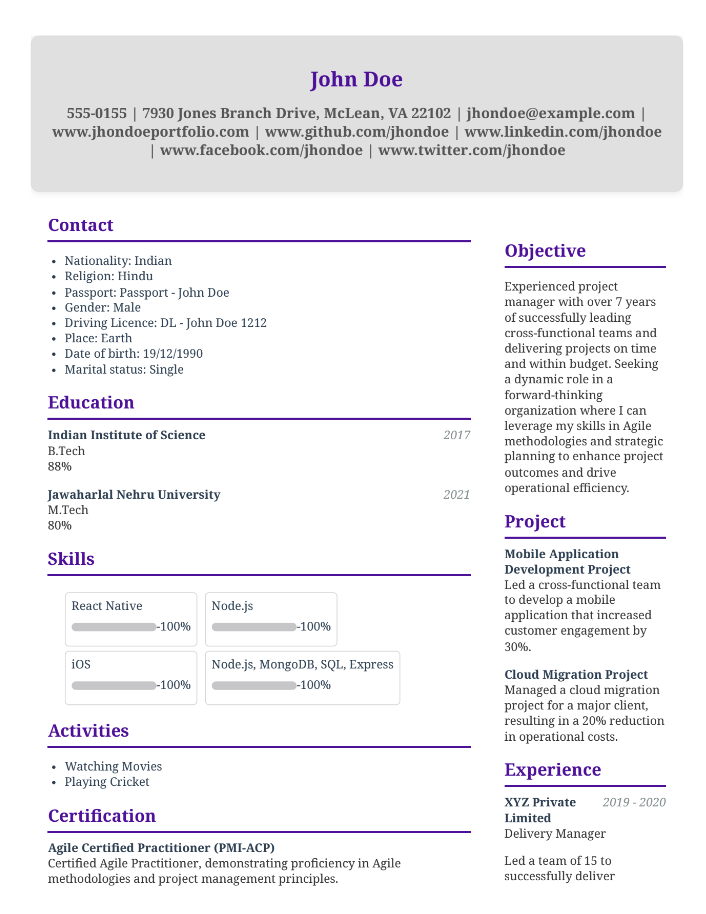 John Doe
555-0155 | 7930 Jones Branch Drive, McLean, VA 22102 | jhondoe@example.com |
www.jhondoeportfolio.com | www.github.com/jhondoe | www.linkedin.com/jhondoe
| www.facebook.com/jhondoe | www.twitter.com/jhondoe
Contact
• Nationality: Indian
• Religion: Hindu
• Passport: Passport - John Doe
• Gender: Male
• Driving Licence: DL - John Doe 1212
• Place: Earth
• Date of birth: 19/12/1990
• Marital status: Single
Education
Indian Institute of Science 2017
B.Tech
88%
Jawaharlal Nehru University 2021
M.Tech
80%
Skills
React Native
-100%
Node.js
-100%
iOS
-100%
Node.js, MongoDB, SQL, Express
-100%
Activities
• Watching Movies
• Playing Cricket
Certification
Agile Certified Practitioner (PMI-ACP)
Certified Agile Practitioner, demonstrating proficiency in Agile
methodologies and project management principles.
Objective
Experienced project
manager with over 7 years
of successfully leading
cross-functional teams and
delivering projects on time
and within budget. Seeking
a dynamic role in a
forward-thinking
organization where I can
leverage my skills in Agile
methodologies and strategic
planning to enhance project
outcomes and drive
operational efficiency.
Project
Mobile Application
Development Project
Led a cross-functional team
to develop a mobile
application that increased
customer engagement by
30%.
Cloud Migration Project
Managed a cloud migration
project for a major client,
resulting in a 20% reduction
in operational costs.
Experience
XYZ Private 2019 - 2020
Limited
Delivery Manager
Led a team of 15 to
successfully deliver